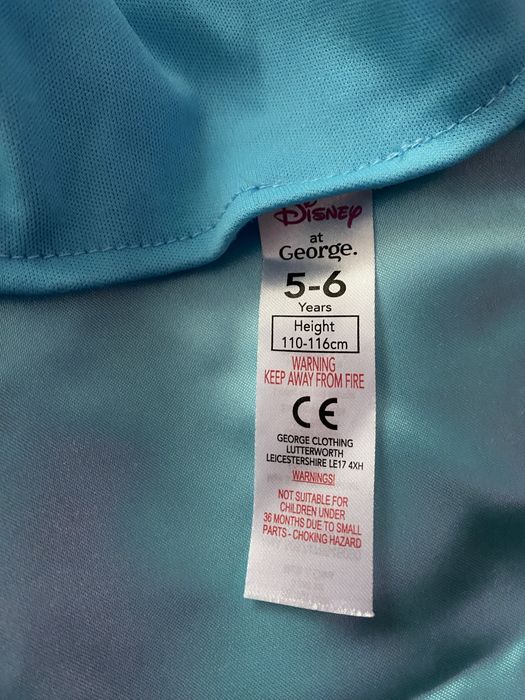 Disney
at
George.
5-6
Years
Height
110-116cm
WARNING
KEEP AWAY FROM FIRE
CE
GEORGE CLOTHING
LUTTERWORTH
LEICESTERSHIRE LE17 4XH
WARNINGS!
NOT SUITABLE FOR
CHILDREN UNDER
36 MONTHS DUE TO SMALL
PARTS - CHOKING HAZARD